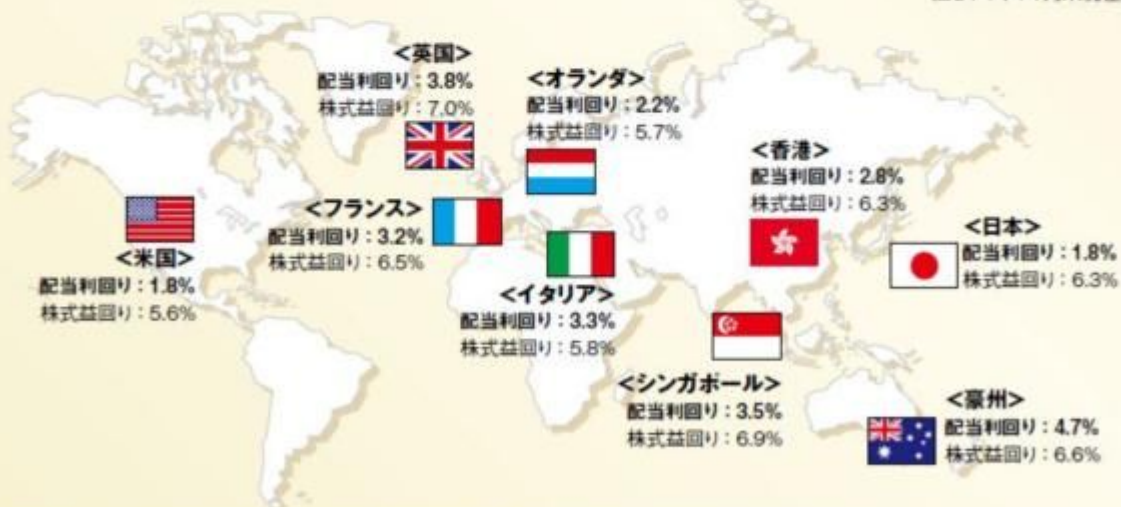 <英国>
配当利回り：3.8%
株式益回り：7.0%
<オランダ>
配当利回り：2.2%
株式益回り：5.7%
<香港>
配当利回り：2.8%
株式益回り：6.3%
<フランス>
配当利回り：3.2%
株式益回り：6.5%
<日本>
配当利回り：1.8%
株式益回り：6.3%
<米国>
配当利回り：1.8%
株式益回り：5.6%
<イタリア>
配当利回り：3.3%
株式益回り：5.8%
<シンガポール>
配当利回り：3.5%
株式益回り：6.9%
<豪州>
配当利回り：4.7%
株式益回り：6.6%